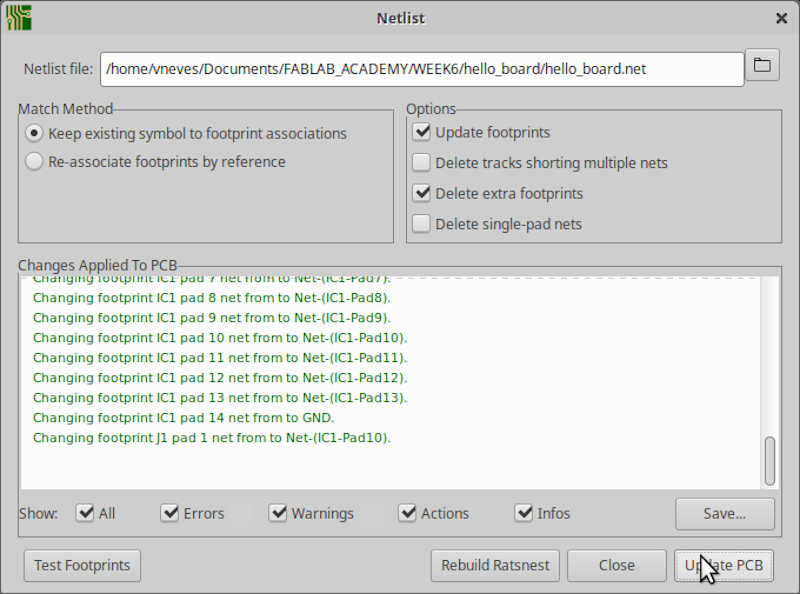 Netlist
Netlist file: /home/vneves/Documents/FABLAB_ACADEMY/WEEK6/hello_board/hello_board.net
Match Method
Keep existing symbol to footprint associations
Re-associate footprints by reference
Options
Update footprints
Delete tracks shorting multiple nets
Delete extra footprints
Delete single-pad nets
Changes Applied To PCB
Changing footprint IC1 pad 7 net from to Net-(IC1-Pad7).
Changing footprint IC1 pad 8 net from to Net-(IC1-Pad8).
Changing footprint IC1 pad 9 net from to Net-(IC1-Pad9).
Changing footprint IC1 pad 10 net from to Net-(IC1-Pad10).
Changing footprint IC1 pad 11 net from to Net-(IC1-Pad11).
Changing footprint IC1 pad 12 net from to Net-(IC1-Pad12).
Changing footprint IC1 pad 13 net from to Net-(IC1-Pad13).
Changing footprint IC1 pad 14 net from to GND.
Changing footprint J1 pad 1 net from to Net-(IC1-Pad10).
Show: All Errors Warnings Actions Infos Save...
Test Footprints Rebuild Ratsnest Close Update PCB